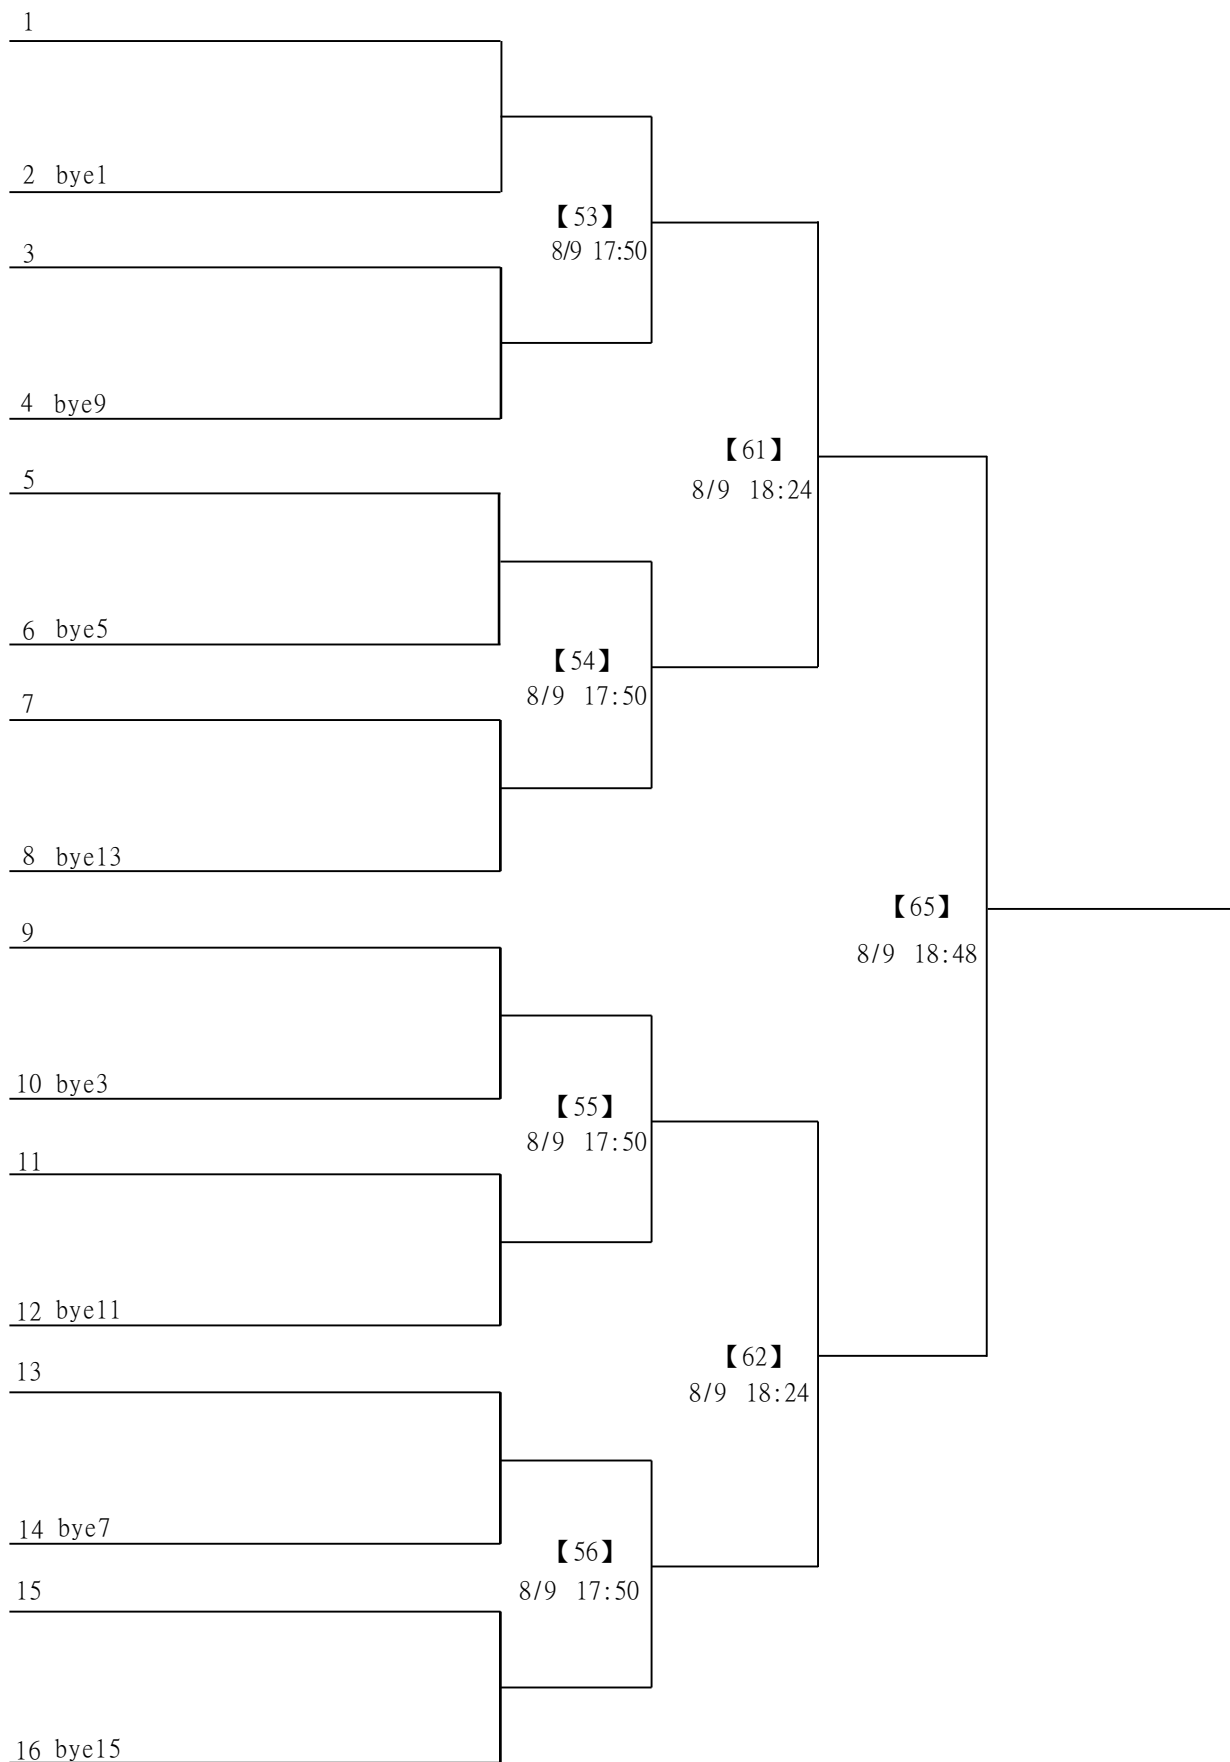 1
2 bye1
【53】
8/9 17:50
3
4 bye9
【61】
8/9 18:24
5
6 bye5
【54】
8/9 17:50
7
8 bye13
【65】
8/9 18:48
9
10 bye3
【55】
8/9 17:50
11
12 bye11
【62】
8/9 18:24
13
14 bye7
【56】
8/9 17:50
15
16 bye15